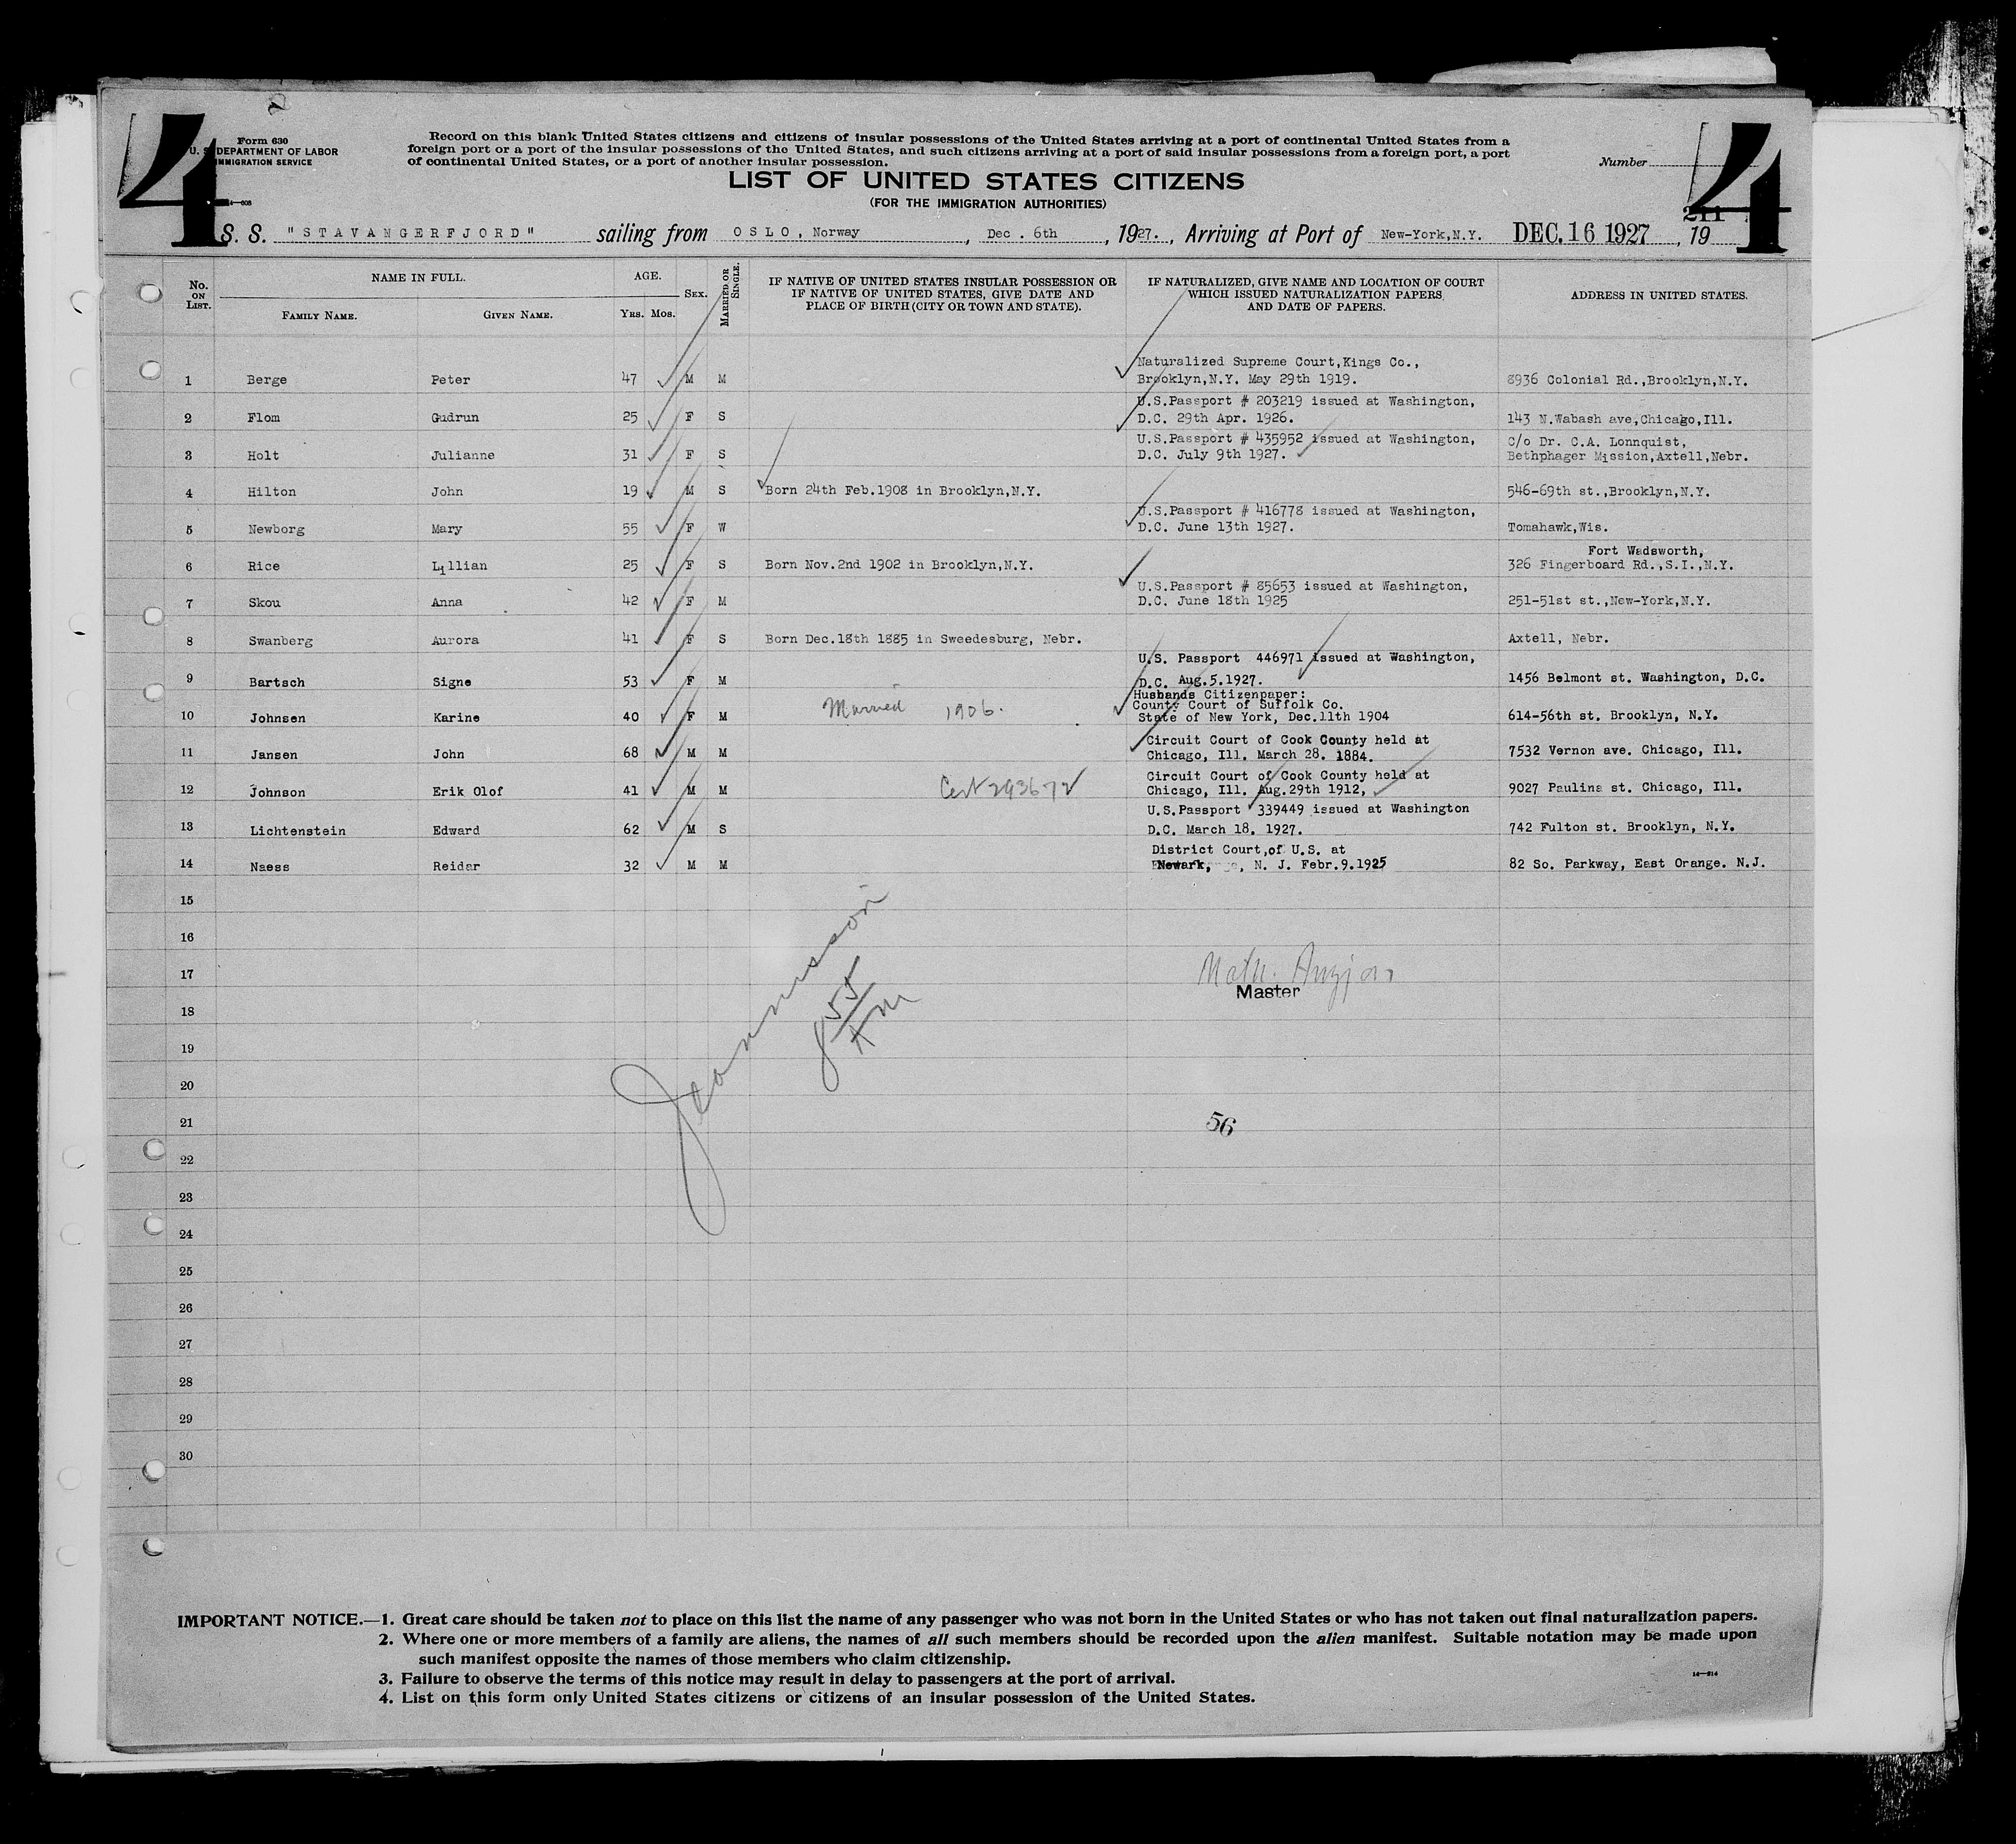 4
4
Form 630
U. S. DEPARTMENT OF LABOR
IMMIGRATION SERVICE
Record on this blank United States citizens and citizens of insular possessions of the United States arriving at a port of continental United States from a
foreign port or a port of the insular possessions of the United States, and such citizens arriving at a port of said insular possessions from a foreign port, a port
of continental United States, or a port of another insular possession.
Number
LIST OF UNITED STATES CITIZENS
(FOR THE IMMIGRATION AUTHORITIES)
211
S. S. "STAVANGERFJORD" sailing from OSLO, Norway, Dec. 6th, 1927., Arriving at Port of New-York,N.Y. DEC. 16 1927, 19
No. ON LIST. NAME IN FULL. AGE. SEX. MARRIED OR SINGLE. IF NATIVE OF UNITED STATES INSULAR POSSESSION OR
IF NATIVE OF UNITED STATES, GIVE DATE AND
PLACE OF BIRTH (CITY OR TOWN AND STATE). IF NATURALIZED, GIVE NAME AND LOCATION OF COURT
WHICH ISSUED NATURALIZATION PAPERS
AND DATE OF PAPERS. ADDRESS IN UNITED STATES.
FAMILY NAME. GIVEN NAME. YRS. MOS.
Naturalized Supreme Court,Kings Co.,
1 Berge Peter 47 M M Brooklyn,N.Y. May 29th 1919. 8936 Colonial Rd.,Brooklyn,N.Y.
U.S.Passport # 203219 issued at Washington,
2 Flom Gudrun 25 F S D.C. 29th Apr. 1926. 143 N.Wabash ave,Chicago,Ill.
U.S.Passport # 435952 issued at Washington, C/o Dr. C.A. Lonnquist,
3 Holt Julianne 31 F S D.C. July 9th 1927. Bethphager Mission,Axtell,Nebr.
4 Hilton John 19 M S Born 24th Feb.1908 in Brooklyn,N.Y. 546-69th st.,Brooklyn,N.Y.
U.S.Passport # 416778 issued at Washington,
5 Newborg Mary 55 F W D.C. June 13th 1927. Tomahawk,Wis.
Fort Wadsworth,
6 Rice Lillian 25 F S Born Nov.2nd 1902 in Brooklyn,N.Y. 326 Fingerboard Rd.,S.I.,N.Y.
U.S.Passport # 85653 issued at Washington,
7 Skou Anna 42 F M D.C. June 18th 1925 251-51st st.,New-York,N.Y.
8 Swanberg Aurora 41 F S Born Dec.18th 1885 in Sweedesburg, Nebr. Axtell, Nebr.
U.S. Passport 446971 issued at Washington,
9 Bartsch Signe 53 F M D.C. Aug.5.1927. 1456 Belmont st. Washington, D.C.
Husbands Citizenpaper:
County Court of Suffolk Co.
10 Johnsen Karine 40 F M Married 1906. State of New York, Dec.11th 1904 614-56th st. Brooklyn, N.Y.
Circuit Court of Cook County held at
11 Jansen John 68 M M Chicago, Ill. March 28. 1884. 7532 Vernon ave. Chicago, Ill.
Circuit Court of Cook County held at
12 Johnson Erik Olof 41 M M Cert 293672 Chicago, Ill. Aug.29th 1912, 9027 Paulina st. Chicago, Ill.
U.S.Passport 339449 issued at Washington
13 Lichtenstein Edward 62 M S D.C. March 18. 1927. 742 Fulton st. Brooklyn, N.Y.
District Court,of U.S. at
14 Naess Reidar 32 M M Newark, , N. J. Febr.9.1925 82 So. Parkway, East Orange. N.J.
15
16
17
Master
18
19
20
21
56
22
23
24
25
26
27
28
29
30
IMPORTANT NOTICE.—1. Great care should be taken not to place on this list the name of any passenger who was not born in the United States or who has not taken out final naturalization papers.
2. Where one or more members of a family are aliens, the names of all such members should be recorded upon the alien manifest. Suitable notation may be made upon
such manifest opposite the names of those members who claim citizenship.
3. Failure to observe the terms of this notice may result in delay to passengers at the port of arrival.
14—214
4. List on this form only United States citizens or citizens of an insular possession of the United States.